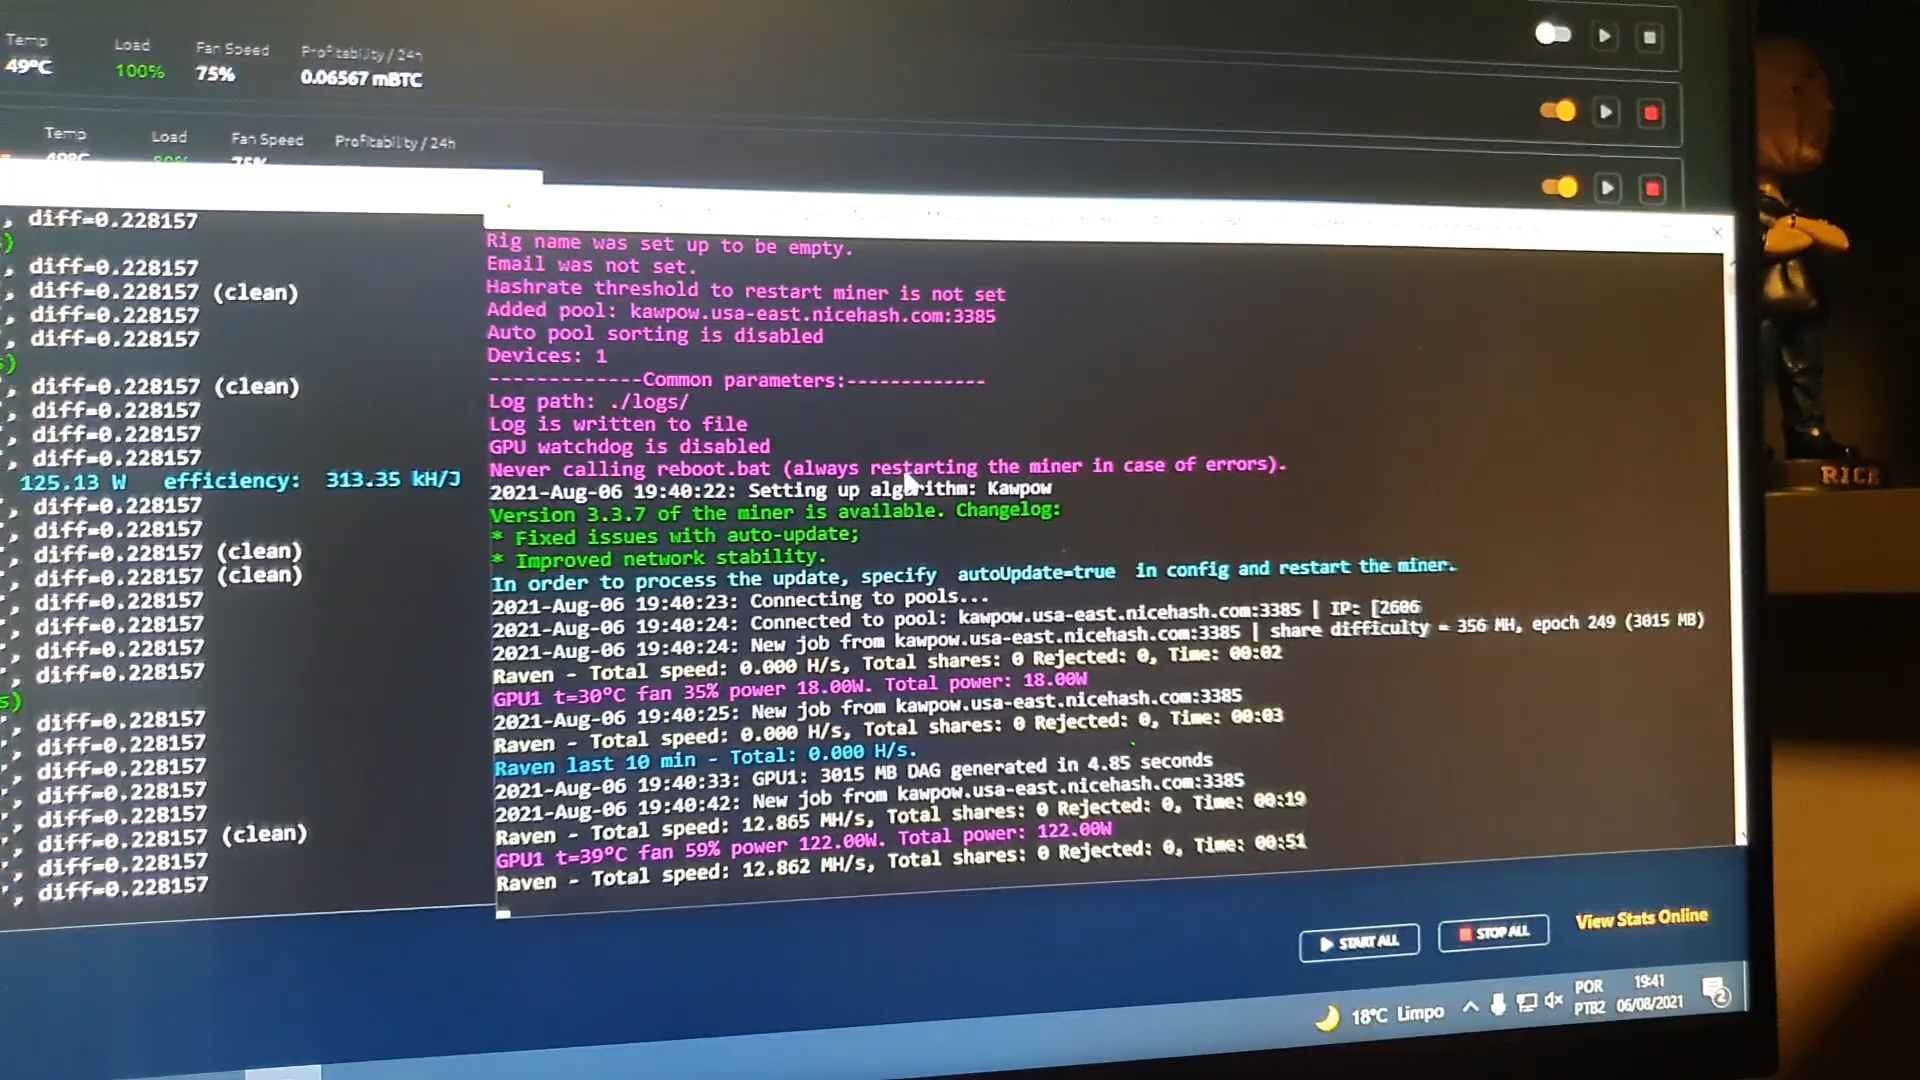 Temp Load Fan Speed Profitability / 24h
49°C 100% 75% 0.06567 mBTC
Temp Load Fan Speed Profitability / 24h
49°C 80% 75%
, diff=0.228157
)
, diff=0.228157
, diff=0.228157 (clean)
, diff=0.228157
, diff=0.228157
s)
, diff=0.228157 (clean)
, diff=0.228157
, diff=0.228157
, diff=0.228157
125.13 W efficiency: 313.35 kH/J
, diff=0.228157
, diff=0.228157
, diff=0.228157 (clean)
, diff=0.228157 (clean)
, diff=0.228157
, diff=0.228157
, diff=0.228157
, diff=0.228157
s)
, diff=0.228157
, diff=0.228157
, diff=0.228157
, diff=0.228157
, diff=0.228157
, diff=0.228157 (clean)
, diff=0.228157
, diff=0.228157
Rig name was set up to be empty.
Email was not set.
Hashrate threshold to restart miner is not set
Added pool: kawpow.usa-east.nicehash.com:3385
Auto pool sorting is disabled
Devices: 1
-------------Common parameters:-------------
Log path: ./logs/
Log is written to file
GPU watchdog is disabled
Never calling reboot.bat (always restarting the miner in case of errors).
2021-Aug-06 19:40:22: Setting up algorithm: Kawpow
Version 3.3.7 of the miner is available. Changelog:
* Fixed issues with auto-update;
* Improved network stability.
In order to process the update, specify autoUpdate=true in config and restart the miner.
2021-Aug-06 19:40:23: Connecting to pools...
2021-Aug-06 19:40:24: Connected to pool: kawpow.usa-east.nicehash.com:3385 | IP: [2606
2021-Aug-06 19:40:24: New job from kawpow.usa-east.nicehash.com:3385 | share difficulty = 356 MH, epoch 249 (3015 MB)
Raven - Total speed: 0.000 H/s, Total shares: 0 Rejected: 0, Time: 00:02
GPU1 t=30°C fan 35% power 18.00W. Total power: 18.00W
2021-Aug-06 19:40:25: New job from kawpow.usa-east.nicehash.com:3385
Raven - Total speed: 0.000 H/s, Total shares: 0 Rejected: 0, Time: 00:03
Raven last 10 min - Total: 0.000 H/s.
2021-Aug-06 19:40:33: GPU1: 3015 MB DAG generated in 4.85 seconds
2021-Aug-06 19:40:42: New job from kawpow.usa-east.nicehash.com:3385
Raven - Total speed: 12.865 MH/s, Total shares: 0 Rejected: 0, Time: 00:19
GPU1 t=39°C fan 59% power 122.00W. Total power: 122.00W
Raven - Total speed: 12.862 MH/s, Total shares: 0 Rejected: 0, Time: 00:51
START ALL STOP ALL View Stats Online
18°C Limpo POR 19:41
PTB2 06/08/2021 2
RICK